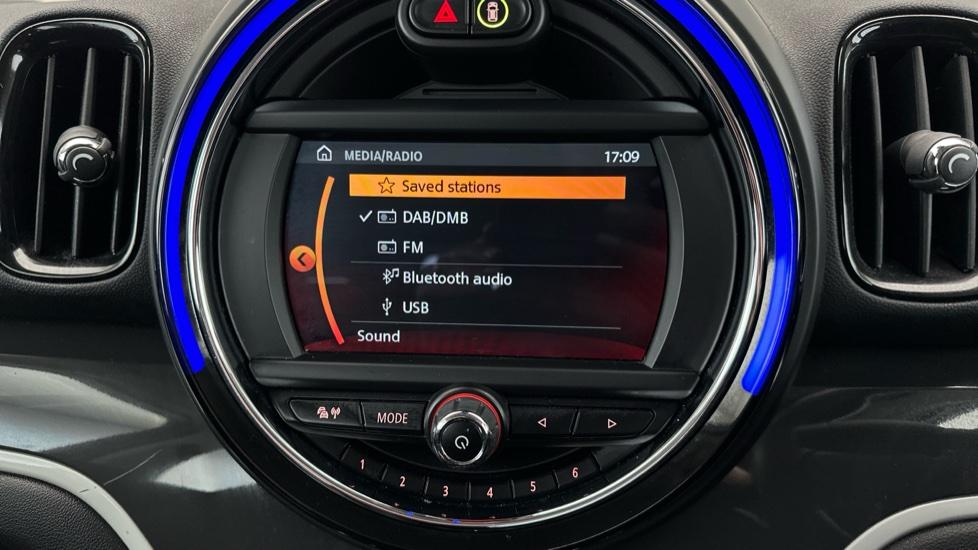 MEDIA/RADIO 17:09
Saved stations
DAB/DMB
FM
Bluetooth audio
USB
Sound
MODE
1 2 3 4 5 6